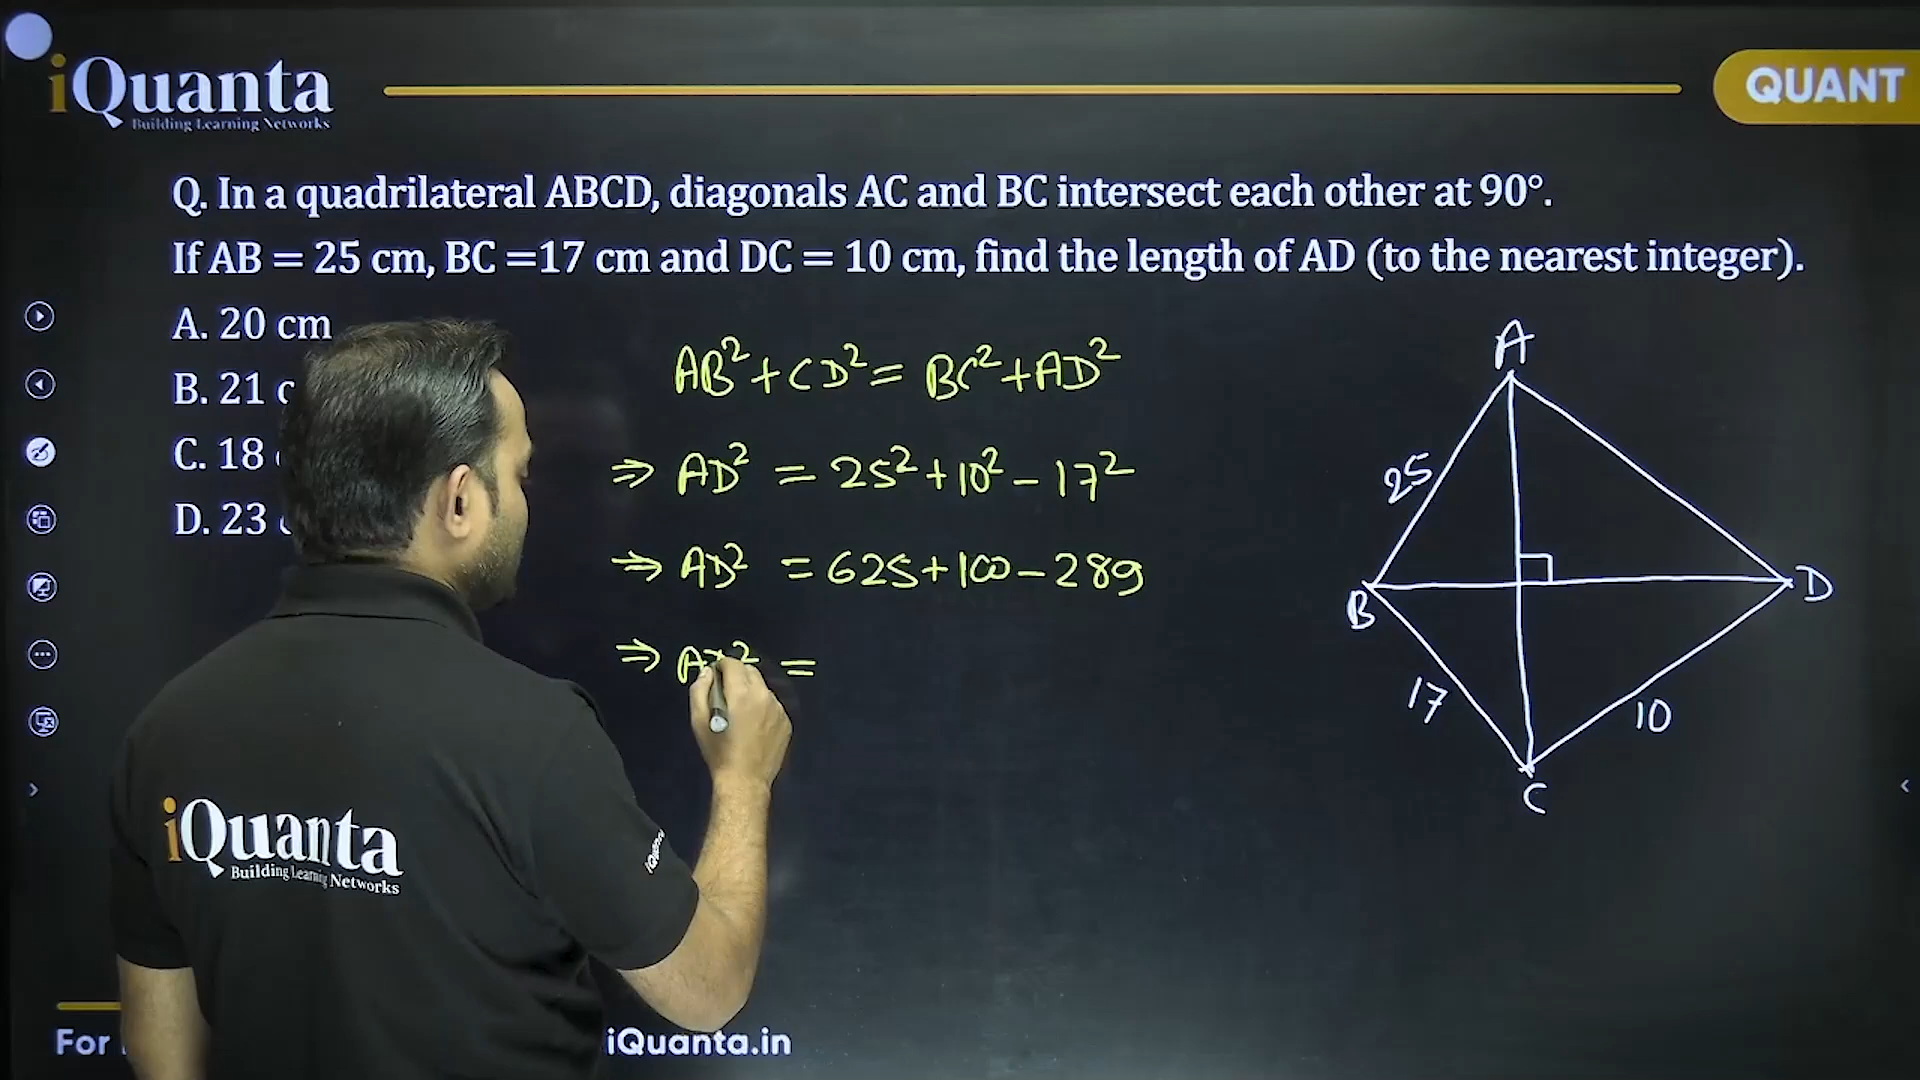 iQuanta
Building Learning Networks
QUANT
Q. In a quadrilateral ABCD, diagonals AC and BC intersect each other at 90°.
If AB = 25 cm, BC =17 cm and DC = 10 cm, find the length of AD (to the nearest integer).
A. 20 cm
B. 21 c
C. 18
D. 23
AB² + CD² = BC² + AD²
⇒ AD² = 25² + 10² − 17²
⇒ AD² = 625 + 100 − 289
⇒ AD² =
A
25
B
D
17
10
C
iQuanta
Building Learning Networks
iQuanta
For
iQuanta.in